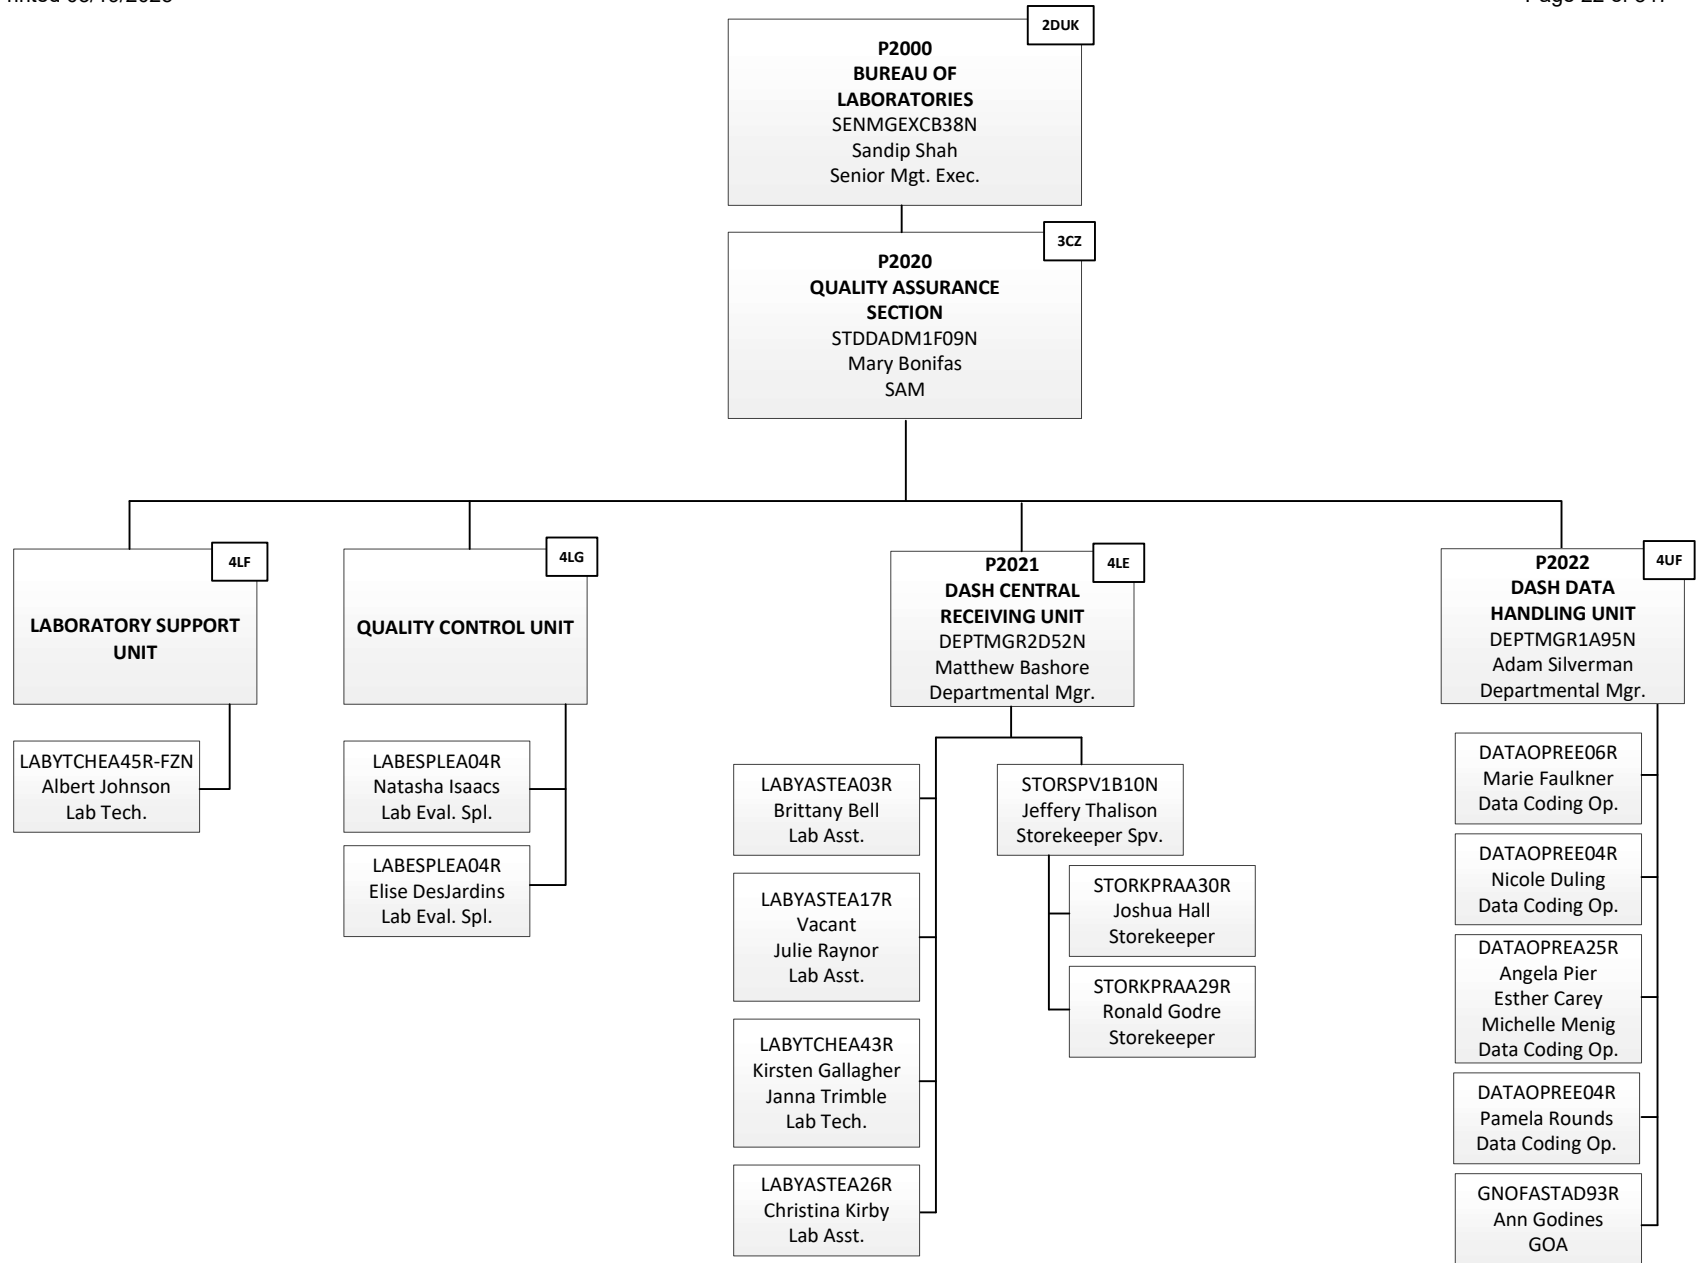 2DUK
P2000
BUREAU OF
LABORATORIES
SENMGEXCB38N
Sandip Shah
Senior Mgt. Exec.
3CZ
P2020
QUALITY ASSURANCE
SECTION
STDDADM1F09N
Mary Bonifas
SAM
4LF
LABORATORY SUPPORT
UNIT
LABYTCHEA45R-FZN
Albert Johnson
Lab Tech.
4LG
QUALITY CONTROL UNIT
LABESPLEA04R
Natasha Isaacs
Lab Eval. Spl.
LABESPLEA04R
Elise DesJardins
Lab Eval. Spl.
4LE
P2021
DASH CENTRAL
RECEIVING UNIT
DEPTMGR2D52N
Matthew Bashore
Departmental Mgr.
LABYASTEA03R
Brittany Bell
Lab Asst.
LABYASTEA17R
Vacant
Julie Raynor
Lab Asst.
LABYTCHEA43R
Kirsten Gallagher
Janna Trimble
Lab Tech.
LABYASTEA26R
Christina Kirby
Lab Asst.
STORSPV1B10N
Jeffery Thalison
Storekeeper Spv.
STORKPRAA30R
Joshua Hall
Storekeeper
STORKPRAA29R
Ronald Godre
Storekeeper
4UF
P2022
DASH DATA
HANDLING UNIT
DEPTMGR1A95N
Adam Silverman
Departmental Mgr.
DATAOPREE06R
Marie Faulkner
Data Coding Op.
DATAOPREE04R
Nicole Duling
Data Coding Op.
DATAOPREA25R
Angela Pier
Esther Carey
Michelle Menig
Data Coding Op.
DATAOPREE04R
Pamela Rounds
Data Coding Op.
GNOFASTAD93R
Ann Godines
GOA